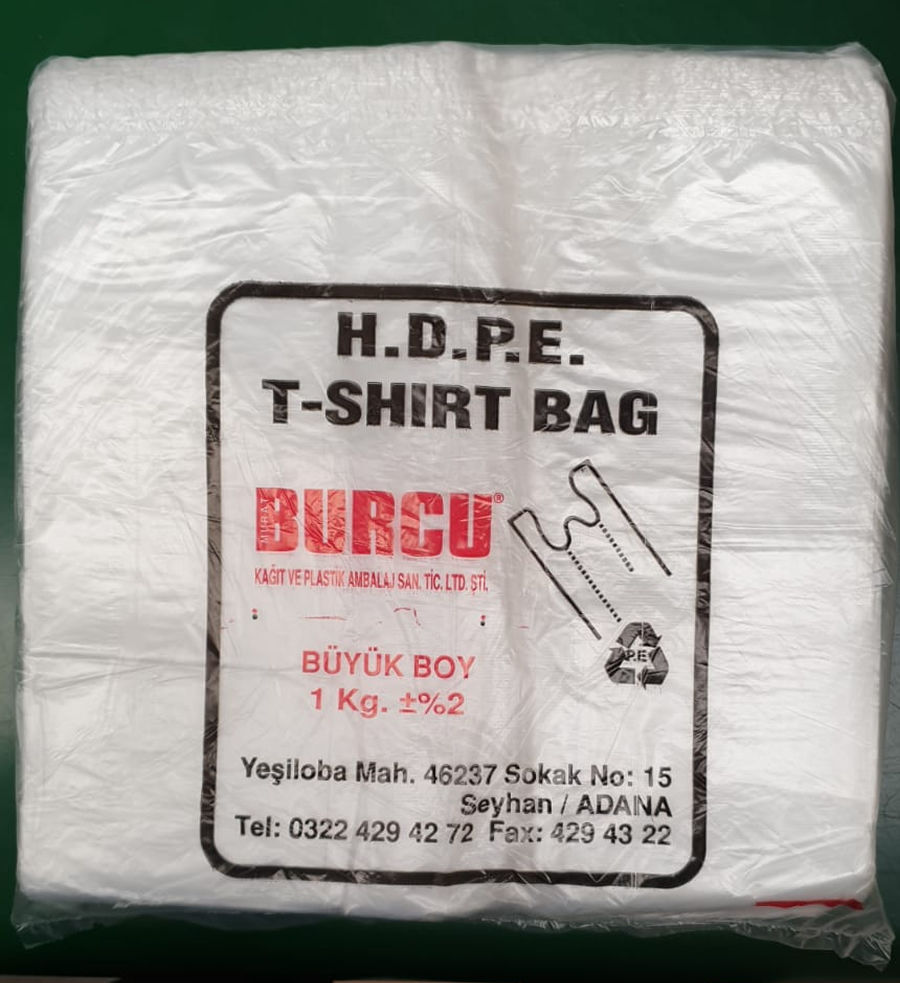 H.D.P.E.
T-SHIRT BAG
MURAT
BURCU®
KAĞIT VE PLASTİK AMBALAJ SAN. TİC. LTD. ŞTİ.
P.E
BÜYÜK BOY
1 Kg. ±%2
Yeşiloba Mah. 46237 Sokak No: 15
Seyhan / ADANA
Tel: 0322 429 42 72 Fax: 429 43 22